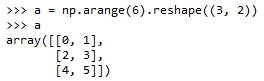 >>> a = np.arange(6).reshape((3, 2))
>>> a
array([[0, 1],
       [2, 3],
       [4, 5]])